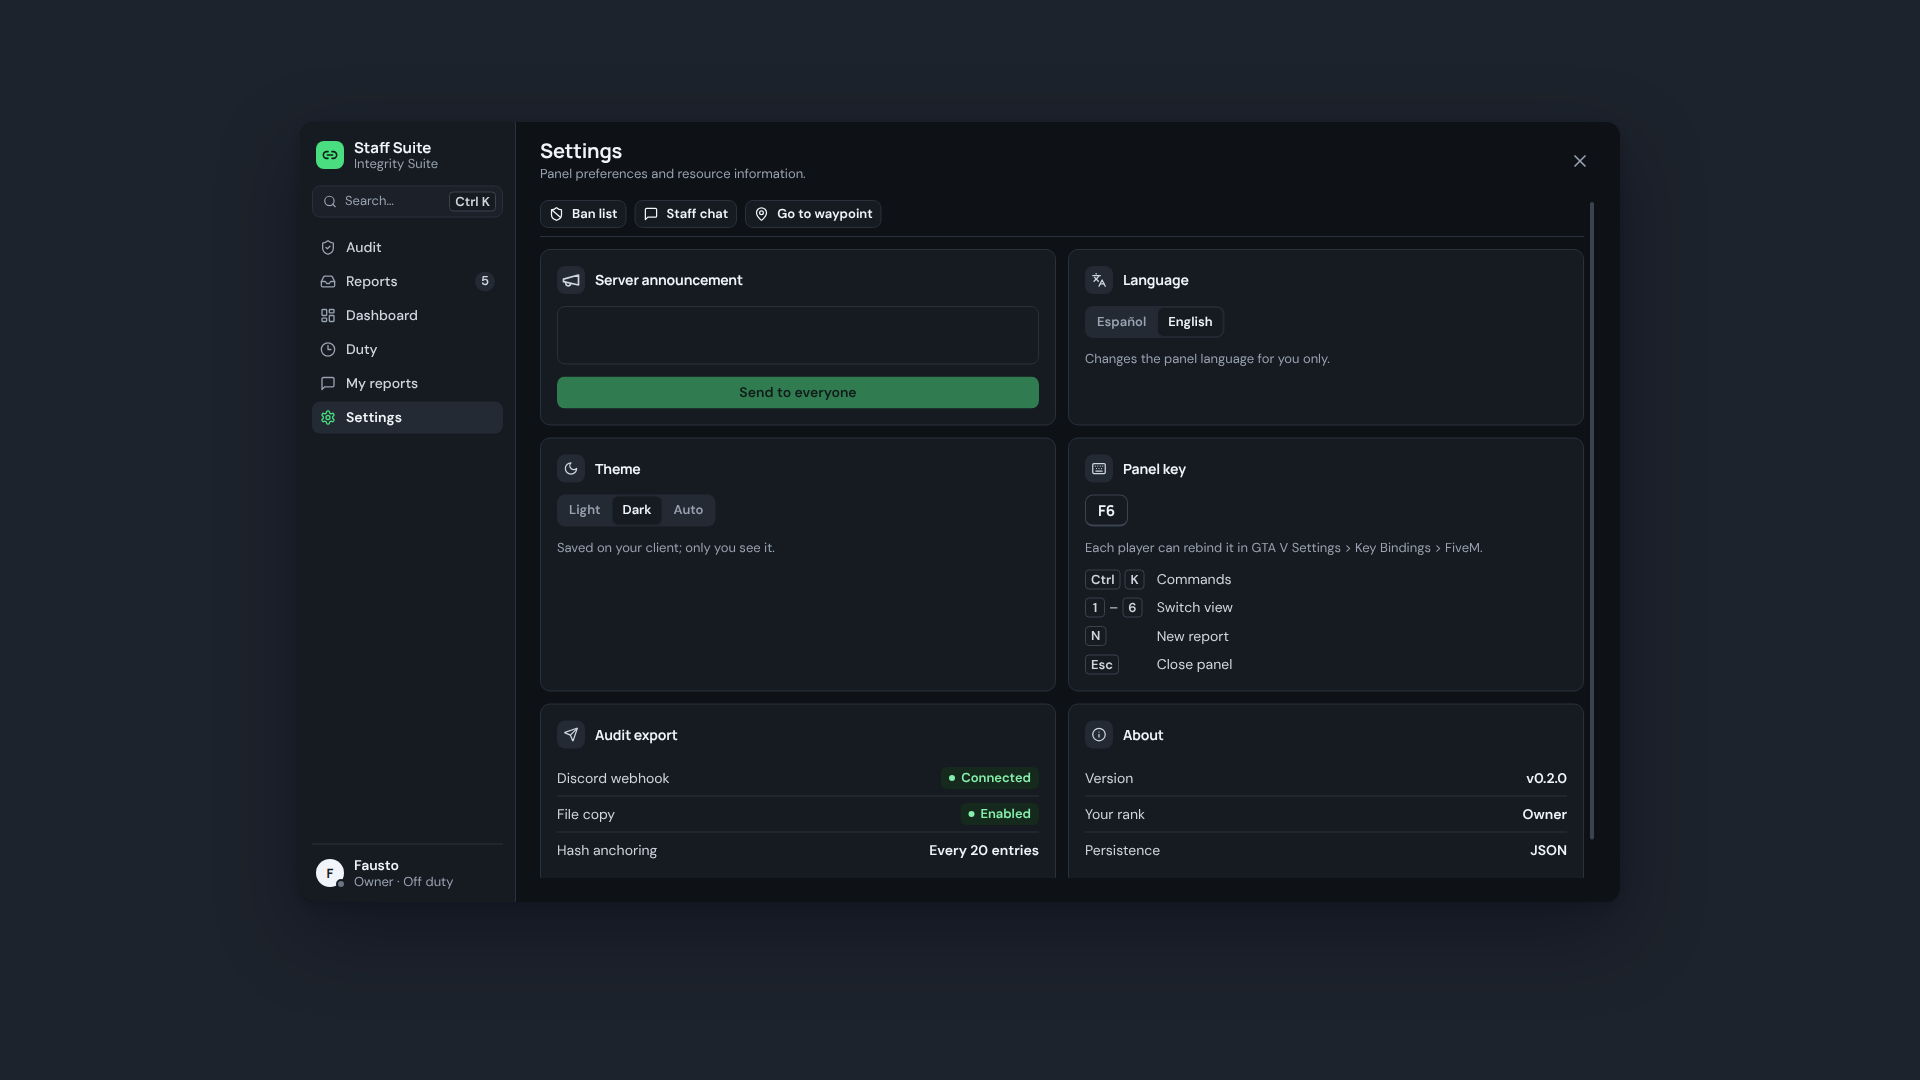 Staff Suite
Integrity Suite
Search...
Ctrl K
Audit
Reports
5
Dashboard
Duty
My reports
Settings
F
Fausto
Owner · Off duty
Settings
Panel preferences and resource information.
Ban list
Staff chat
Go to waypoint
Server announcement
Send to everyone
Language
Español
English
Changes the panel language for you only.
Theme
Light
Dark
Auto
Saved on your client; only you see it.
Panel key
F6
Each player can rebind it in GTA V Settings > Key Bindings > FiveM.
Ctrl K Commands
1 – 6 Switch view
N New report
Esc Close panel
Audit export
Discord webhook Connected
File copy Enabled
Hash anchoring Every 20 entries
About
Version v0.2.0
Your rank Owner
Persistence JSON